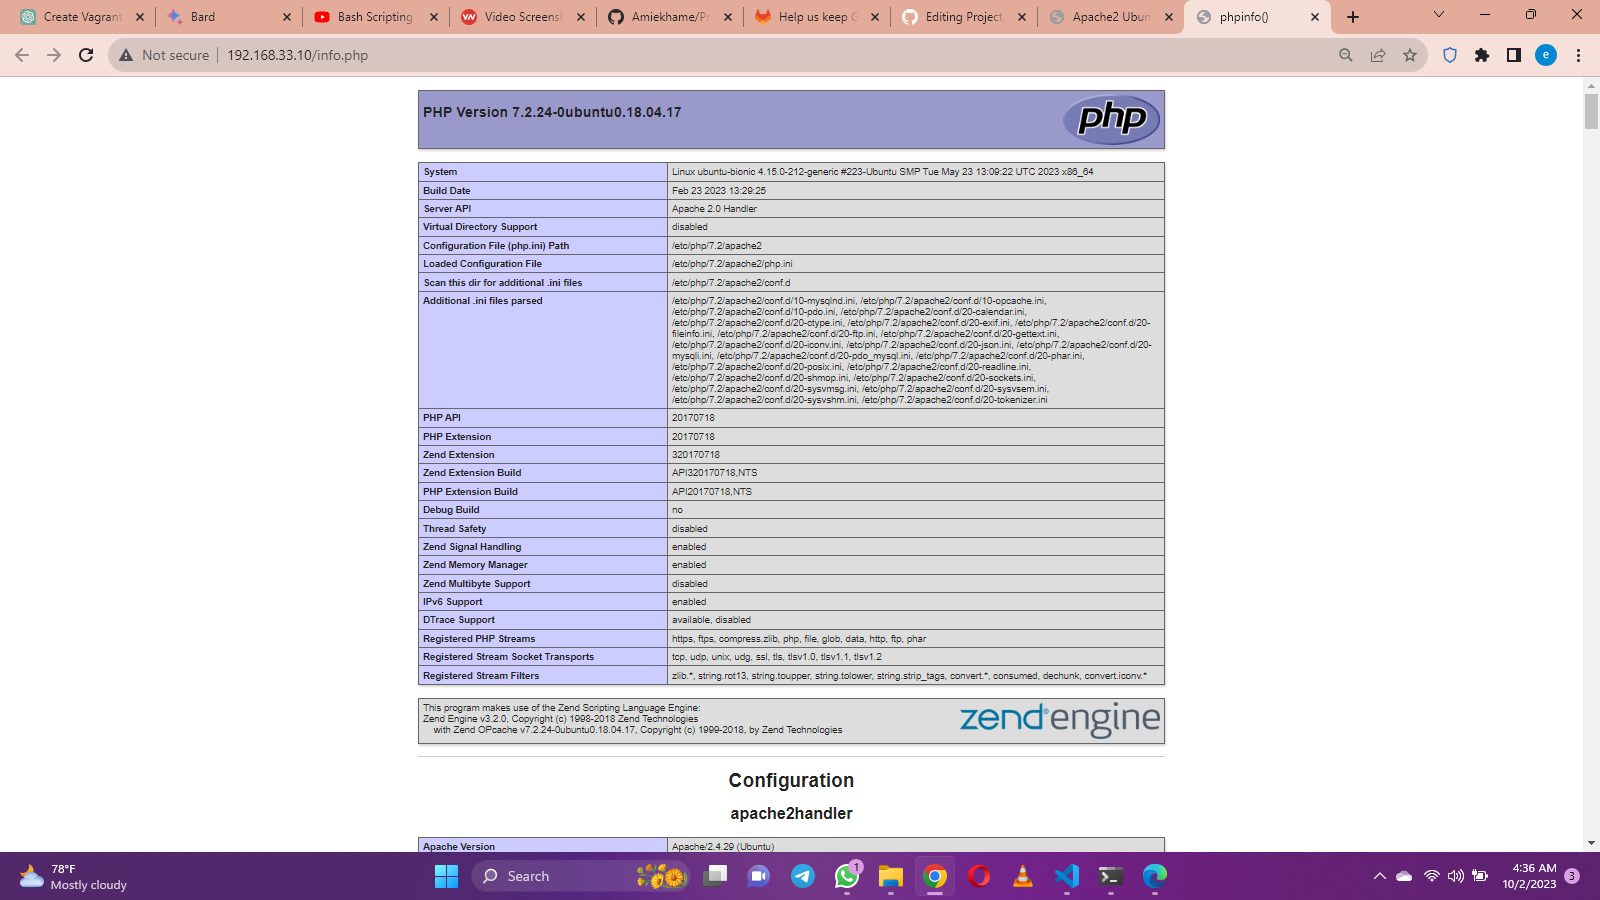 Create Vagrant
Bard
Bash Scripting
Video Screensh
Amiekhame/Pr
Help us keep G
Editing Project
Apache2 Ubun
phpinfo()
Not secure
192.168.33.10/info.php
e
PHP Version 7.2.24-0ubuntu0.18.04.17
php
System Linux ubuntu-bionic 4.15.0-212-generic #223-Ubuntu SMP Tue May 23 13:09:22 UTC 2023 x86_64
Build Date Feb 23 2023 13:29:25
Server API Apache 2.0 Handler
Virtual Directory Support disabled
Configuration File (php.ini) Path /etc/php/7.2/apache2
Loaded Configuration File /etc/php/7.2/apache2/php.ini
Scan this dir for additional .ini files /etc/php/7.2/apache2/conf.d
Additional .ini files parsed /etc/php/7.2/apache2/conf.d/10-mysqlnd.ini, /etc/php/7.2/apache2/conf.d/10-opcache.ini,
/etc/php/7.2/apache2/conf.d/10-pdo.ini, /etc/php/7.2/apache2/conf.d/20-calendar.ini,
/etc/php/7.2/apache2/conf.d/20-ctype.ini, /etc/php/7.2/apache2/conf.d/20-exif.ini, /etc/php/7.2/apache2/conf.d/20-
fileinfo.ini, /etc/php/7.2/apache2/conf.d/20-ftp.ini, /etc/php/7.2/apache2/conf.d/20-gettext.ini,
/etc/php/7.2/apache2/conf.d/20-iconv.ini, /etc/php/7.2/apache2/conf.d/20-json.ini, /etc/php/7.2/apache2/conf.d/20-
mysqli.ini, /etc/php/7.2/apache2/conf.d/20-pdo_mysql.ini, /etc/php/7.2/apache2/conf.d/20-phar.ini,
/etc/php/7.2/apache2/conf.d/20-posix.ini, /etc/php/7.2/apache2/conf.d/20-readline.ini,
/etc/php/7.2/apache2/conf.d/20-shmop.ini, /etc/php/7.2/apache2/conf.d/20-sockets.ini,
/etc/php/7.2/apache2/conf.d/20-sysvmsg.ini, /etc/php/7.2/apache2/conf.d/20-sysvsem.ini,
/etc/php/7.2/apache2/conf.d/20-sysvshm.ini, /etc/php/7.2/apache2/conf.d/20-tokenizer.ini
PHP API 20170718
PHP Extension 20170718
Zend Extension 320170718
Zend Extension Build API320170718,NTS
PHP Extension Build API20170718,NTS
Debug Build no
Thread Safety disabled
Zend Signal Handling enabled
Zend Memory Manager enabled
Zend Multibyte Support disabled
IPv6 Support enabled
DTrace Support available, disabled
Registered PHP Streams https, ftps, compress.zlib, php, file, glob, data, http, ftp, phar
Registered Stream Socket Transports tcp, udp, unix, udg, ssl, tls, tlsv1.0, tlsv1.1, tlsv1.2
Registered Stream Filters zlib.*, string.rot13, string.toupper, string.tolower, string.strip_tags, convert.*, consumed, dechunk, convert.iconv.*
This program makes use of the Zend Scripting Language Engine:
Zend Engine v3.2.0, Copyright (c) 1998-2018 Zend Technologies
with Zend OPcache v7.2.24-0ubuntu0.18.04.17, Copyright (c) 1999-2018, by Zend Technologies
zend®engine
Configuration
apache2handler
Apache Version Apache/2.4.29 (Ubuntu)
78°F
Mostly cloudy
Search
1
4:36 AM
10/2/2023
3